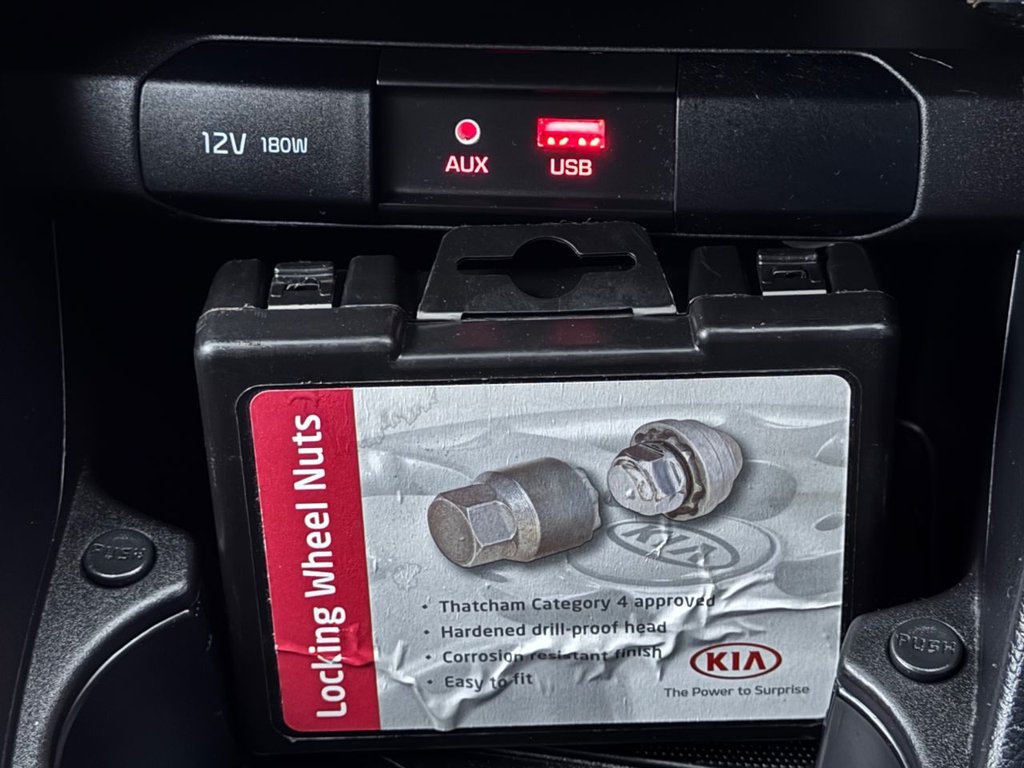 12V 180W
AUX
USB
Locking Wheel Nuts
KIA
• Thatcham Category 4 approved
• Hardened drill-proof head
• Corrosion resistant finish
• Easy to fit
KIA
The Power to Surprise
PUSH
PUSH